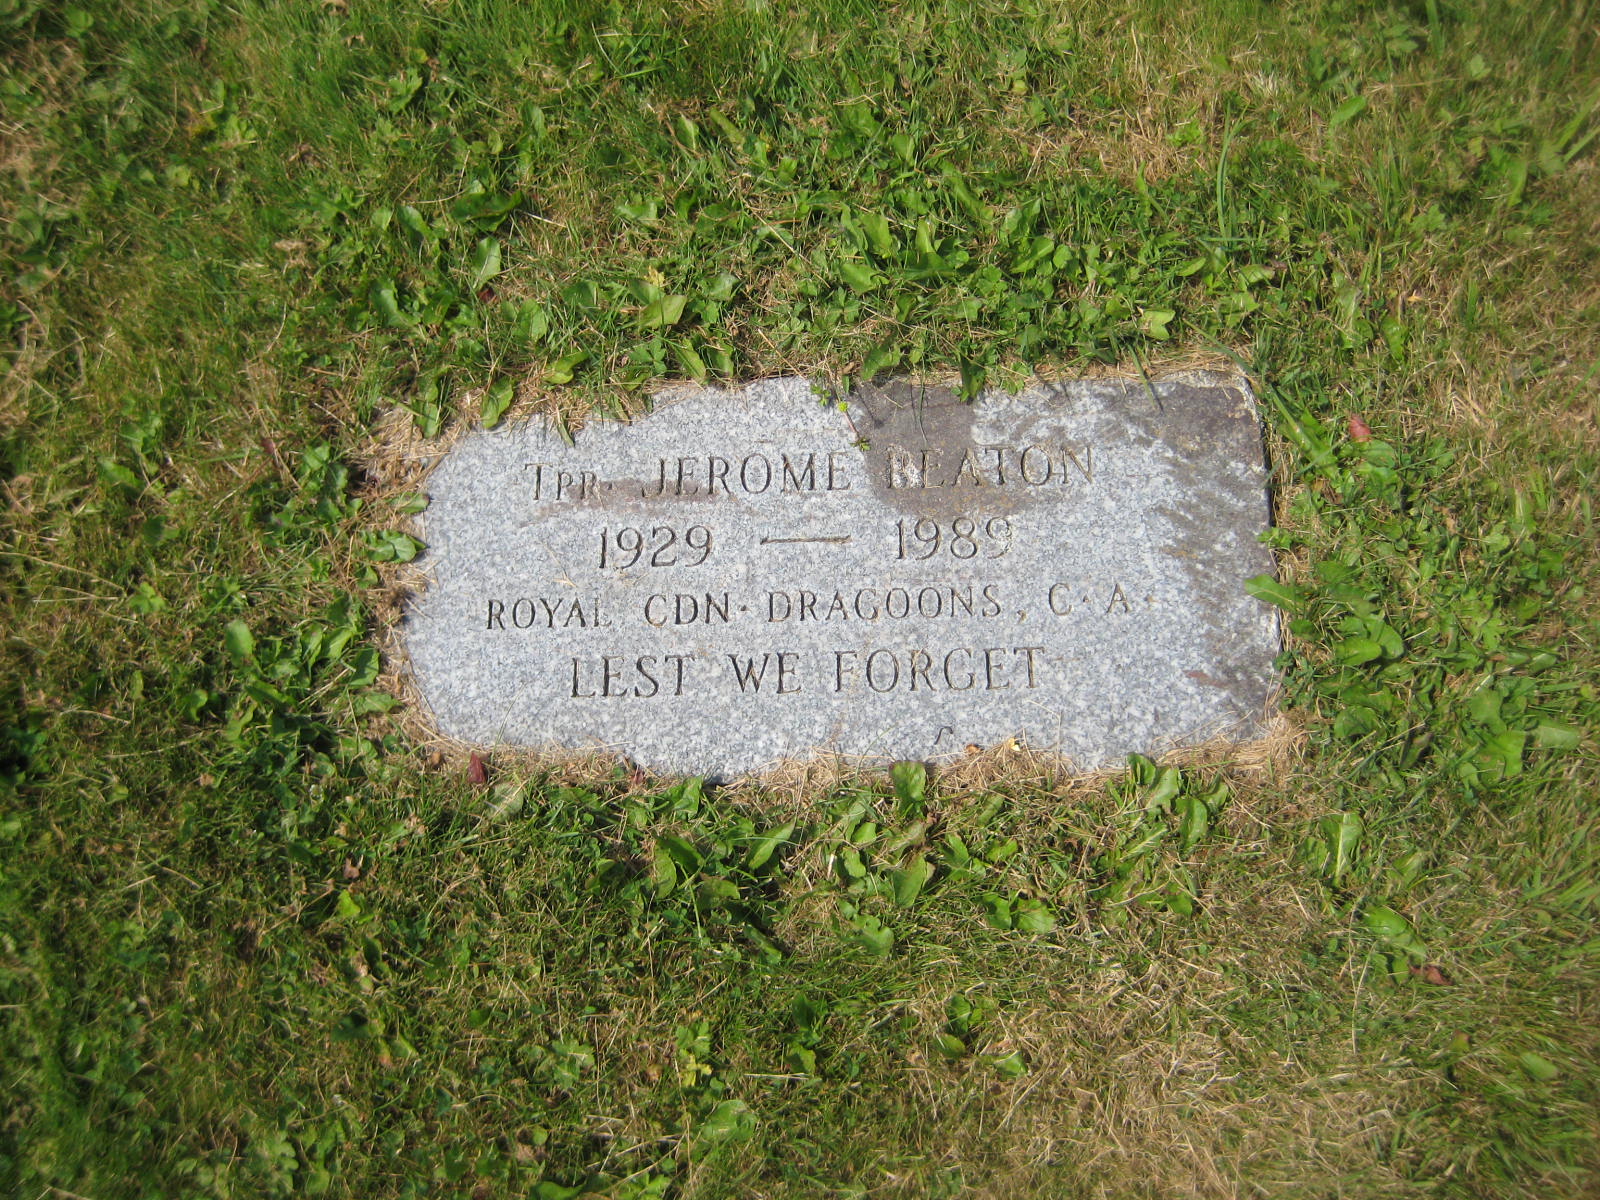 Tpr. JEROME BEATON
1929 — 1989
ROYAL CDN. DRAGOONS, C.A.
LEST WE FORGET